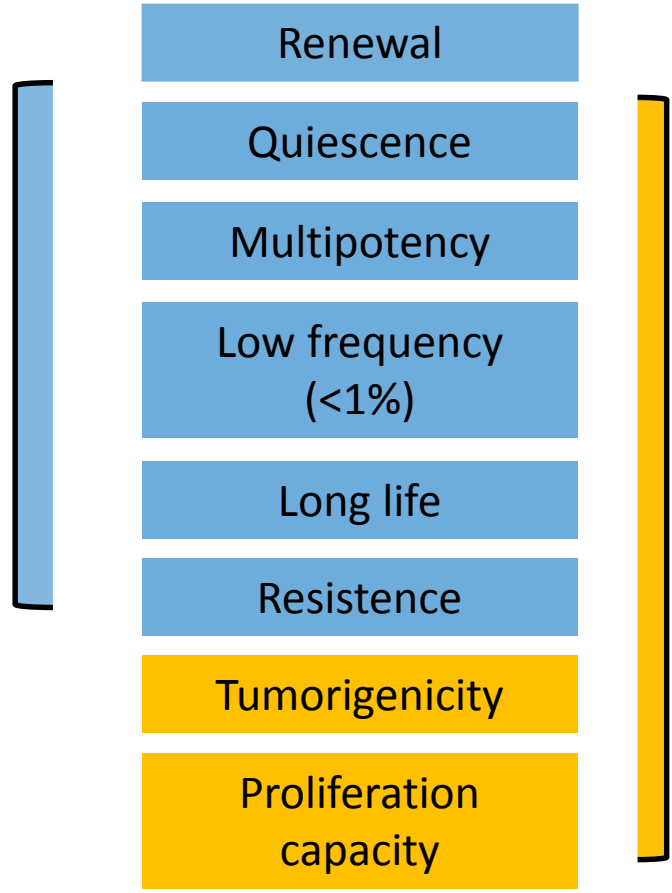 Renewal
Quiescence
Multipotency
Low frequency
(<1%)
Long life
Resistence
Tumorigenicity
Proliferation
capacity